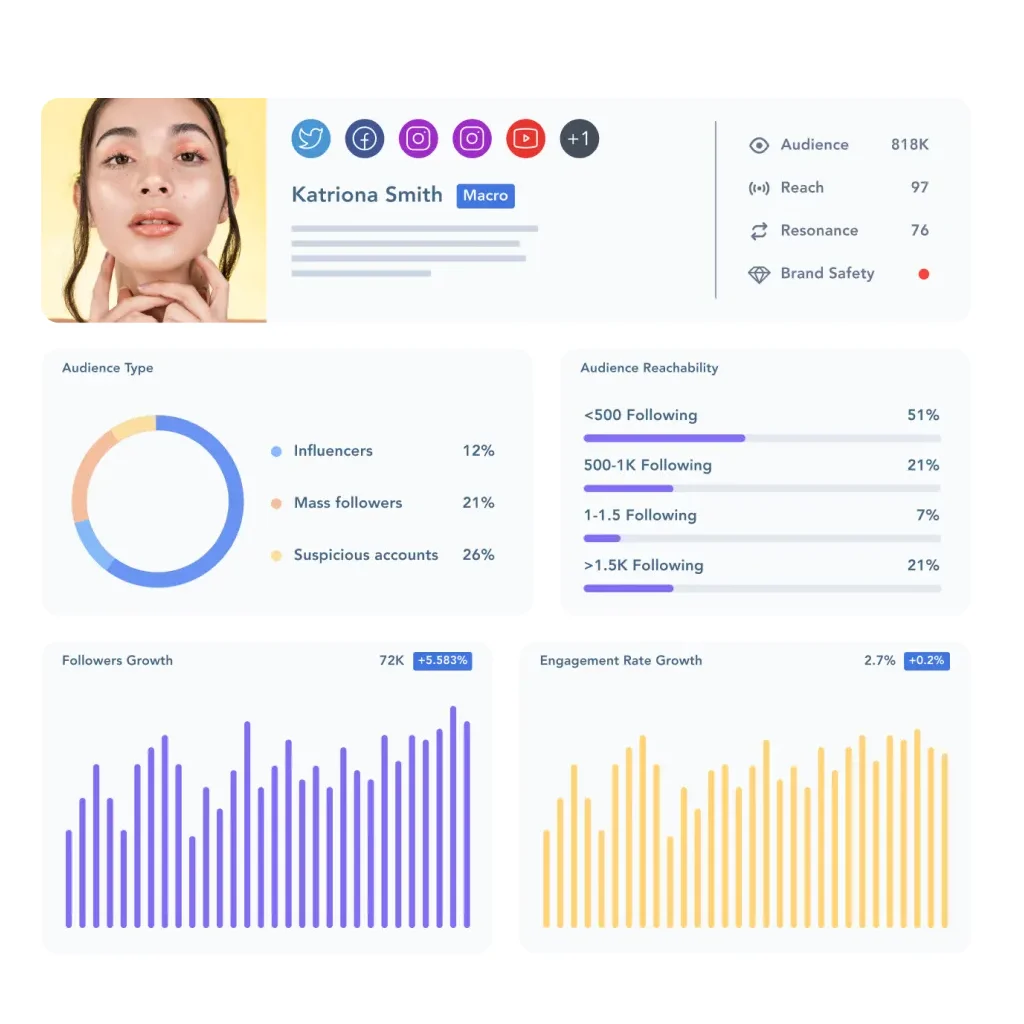 +1
Katriona Smith Macro
Audience 818K
Reach 97
Resonance 76
Brand Safety
Audience Type
Influencers 12%
Mass followers 21%
Suspicious accounts 26%
Audience Reachability
<500 Following 51%
500-1K Following 21%
1-1.5 Following 7%
>1.5K Following 21%
Followers Growth 72K +5.583%
Engagement Rate Growth 2.7% +0.2%